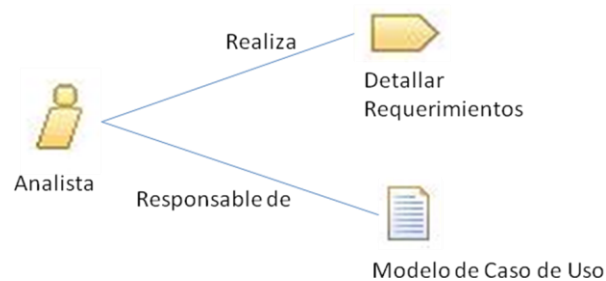 Realiza
Detallar
Requerimientos
Analista
Responsable de
Modelo de Caso de Uso